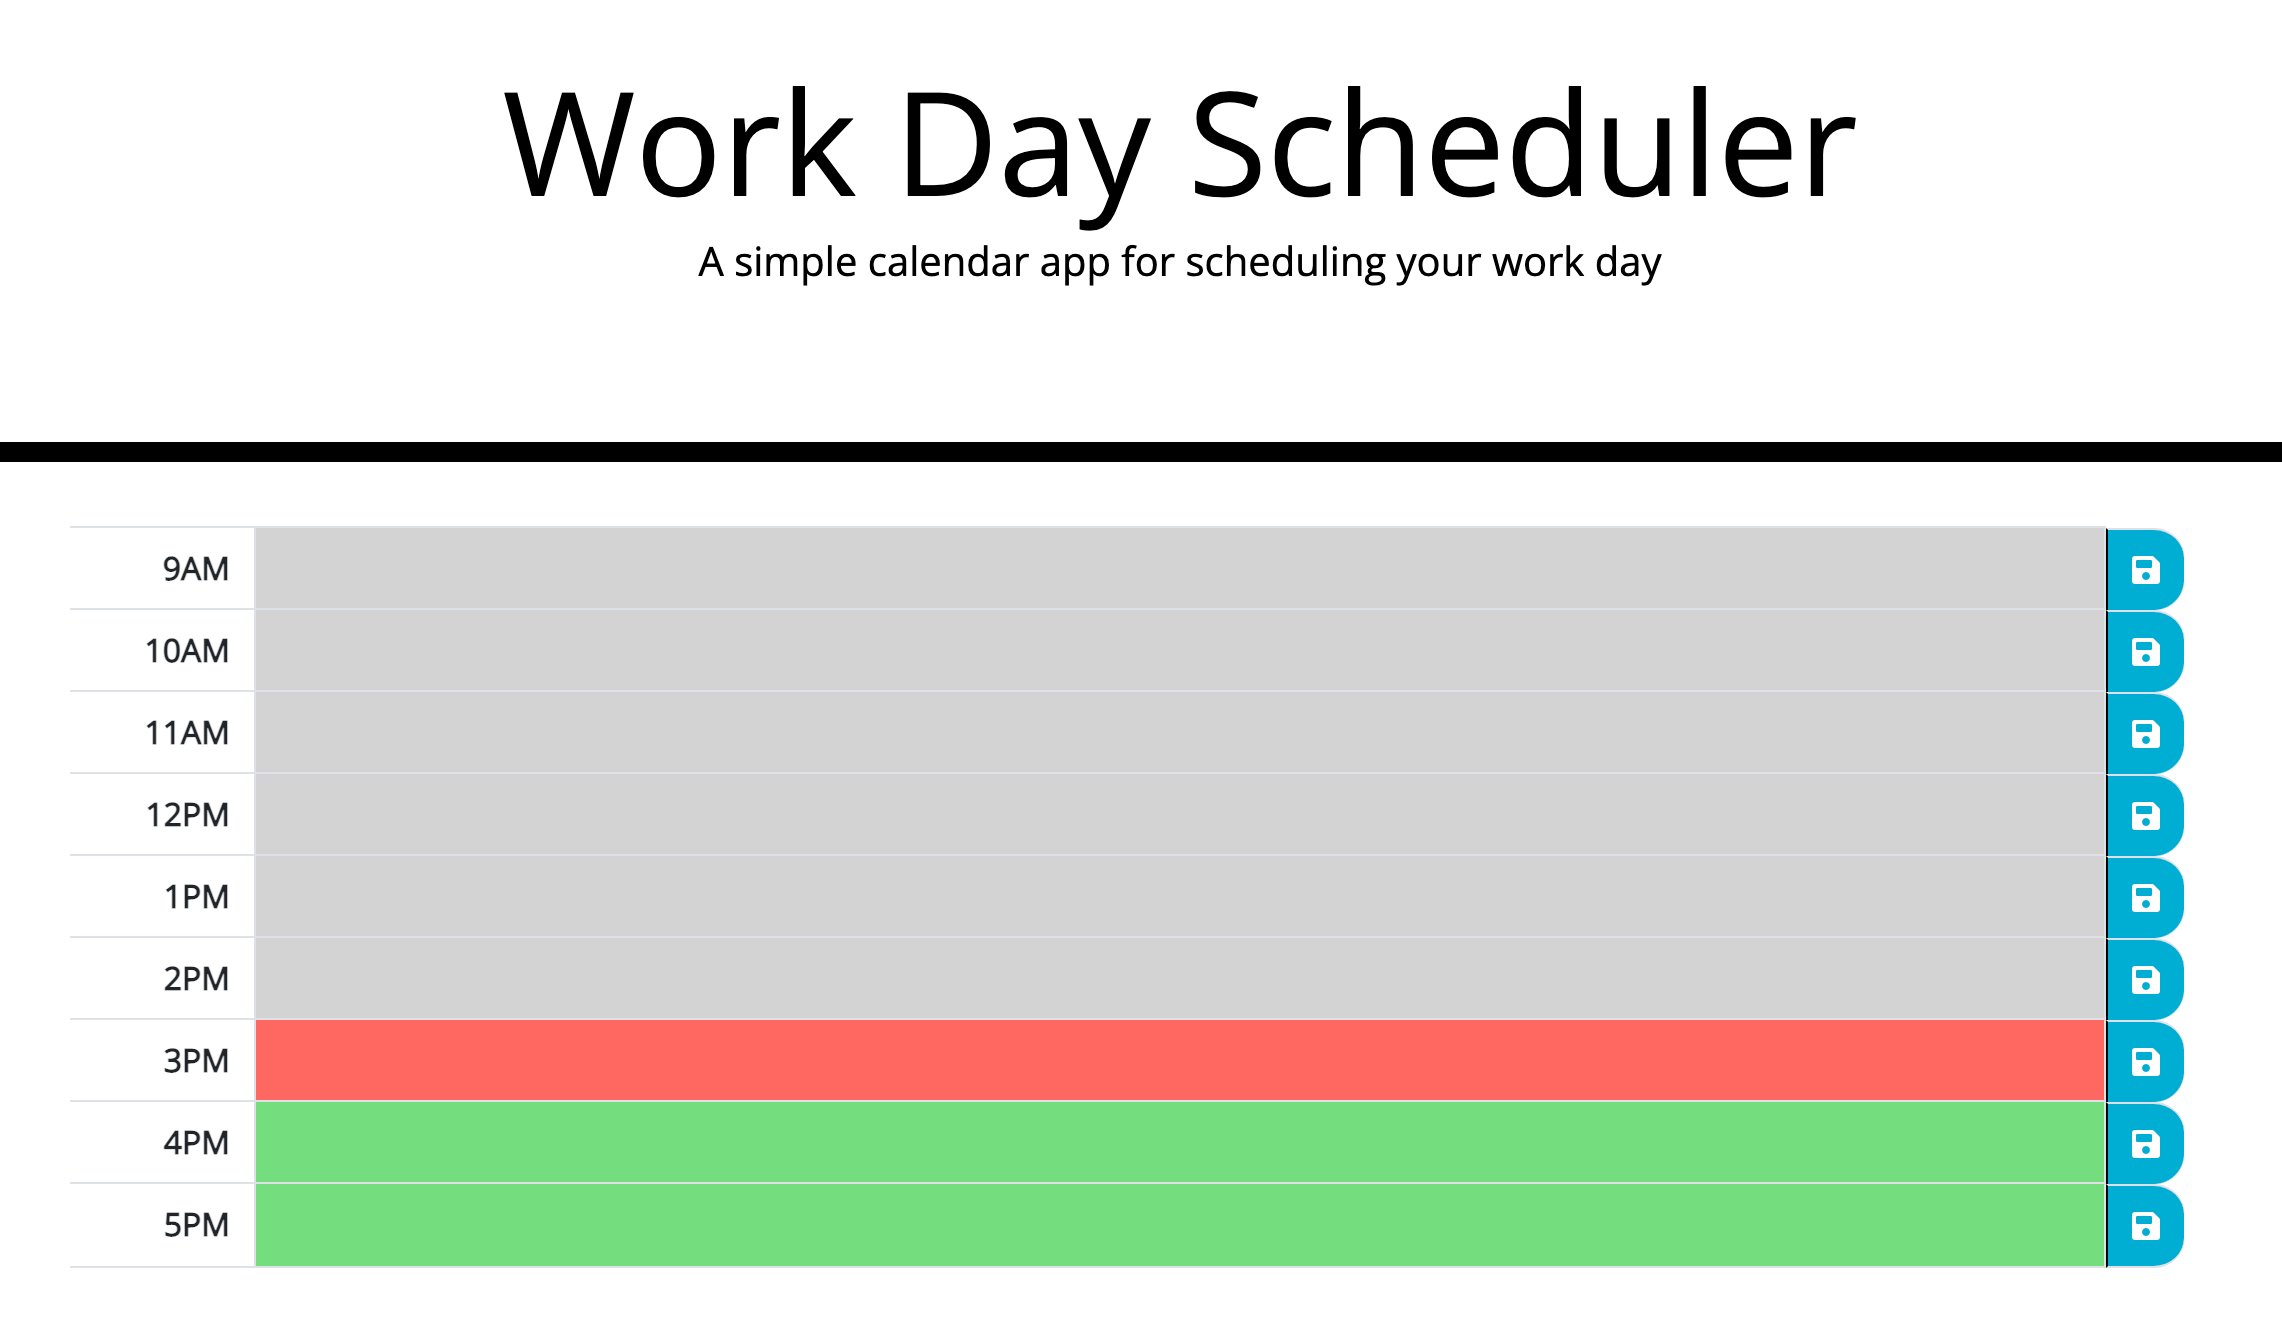 Work Day Scheduler
A simple calendar app for scheduling your work day
9AM
10AM
11AM
12PM
1PM
2PM
3PM
4PM
5PM